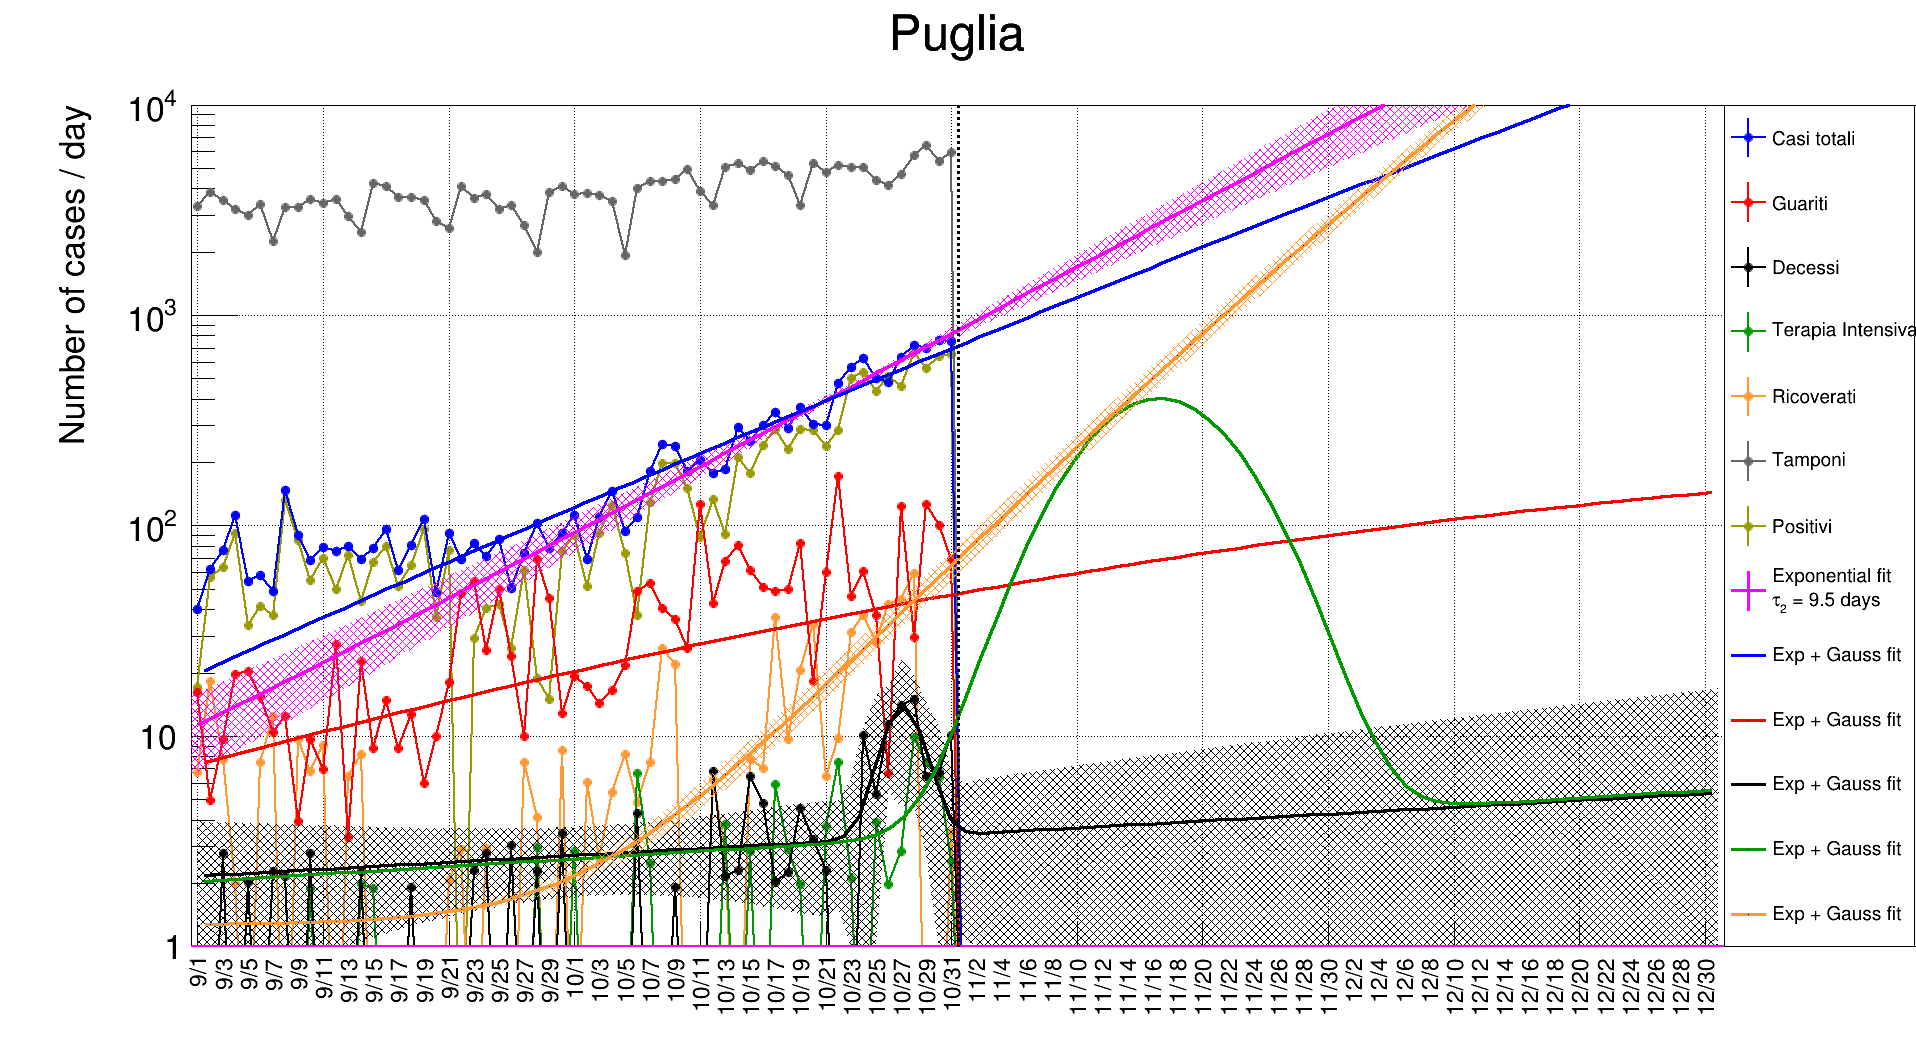 Puglia
Number of cases / day
10⁴
10³
10²
10
1
9/1 9/3 9/5 9/7 9/9 9/11 9/13 9/15 9/17 9/19 9/21 9/23 9/25 9/27 9/29 10/1 10/3 10/5 10/7 10/9 10/11 10/13 10/15 10/17 10/19 10/21 10/23 10/25 10/27 10/29 10/31 11/2 11/4 11/6 11/8 11/10 11/12 11/14 11/16 11/18 11/20 11/22 11/24 11/26 11/28 11/30 12/2 12/4 12/6 12/8 12/10 12/12 12/14 12/16 12/18 12/20 12/22 12/24 12/26 12/28 12/30
Casi totali
Guariti
Decessi
Terapia Intensiva
Ricoverati
Tamponi
Positivi
Exponential fit
τ₂ = 9.5 days
Exp + Gauss fit
Exp + Gauss fit
Exp + Gauss fit
Exp + Gauss fit
Exp + Gauss fit